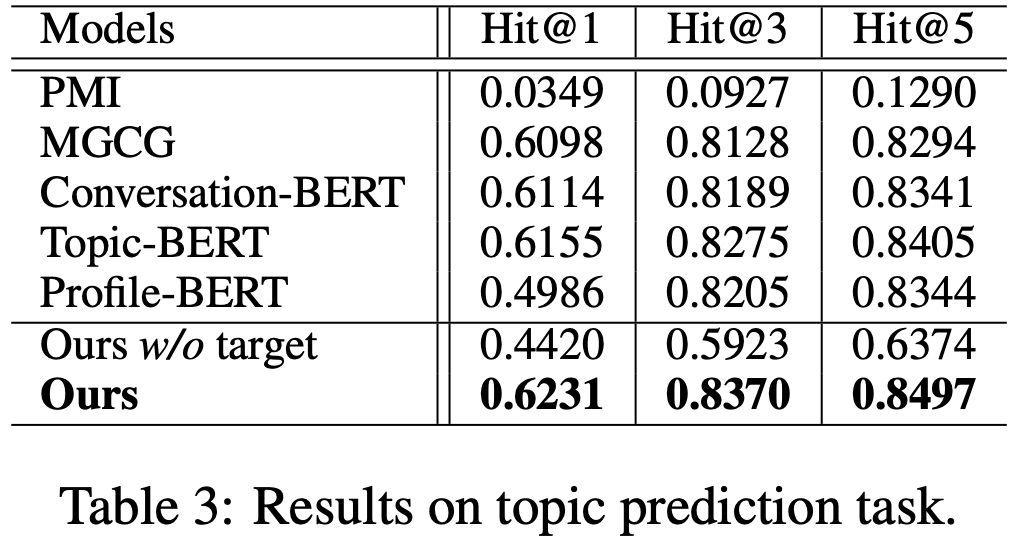 Models Hit@1 Hit@3 Hit@5
PMI 0.0349 0.0927 0.1290
MGCG 0.6098 0.8128 0.8294
Conversation-BERT 0.6114 0.8189 0.8341
Topic-BERT 0.6155 0.8275 0.8405
Profile-BERT 0.4986 0.8205 0.8344
Ours w/o target 0.4420 0.5923 0.6374
Ours 0.6231 0.8370 0.8497
Table 3: Results on topic prediction task.